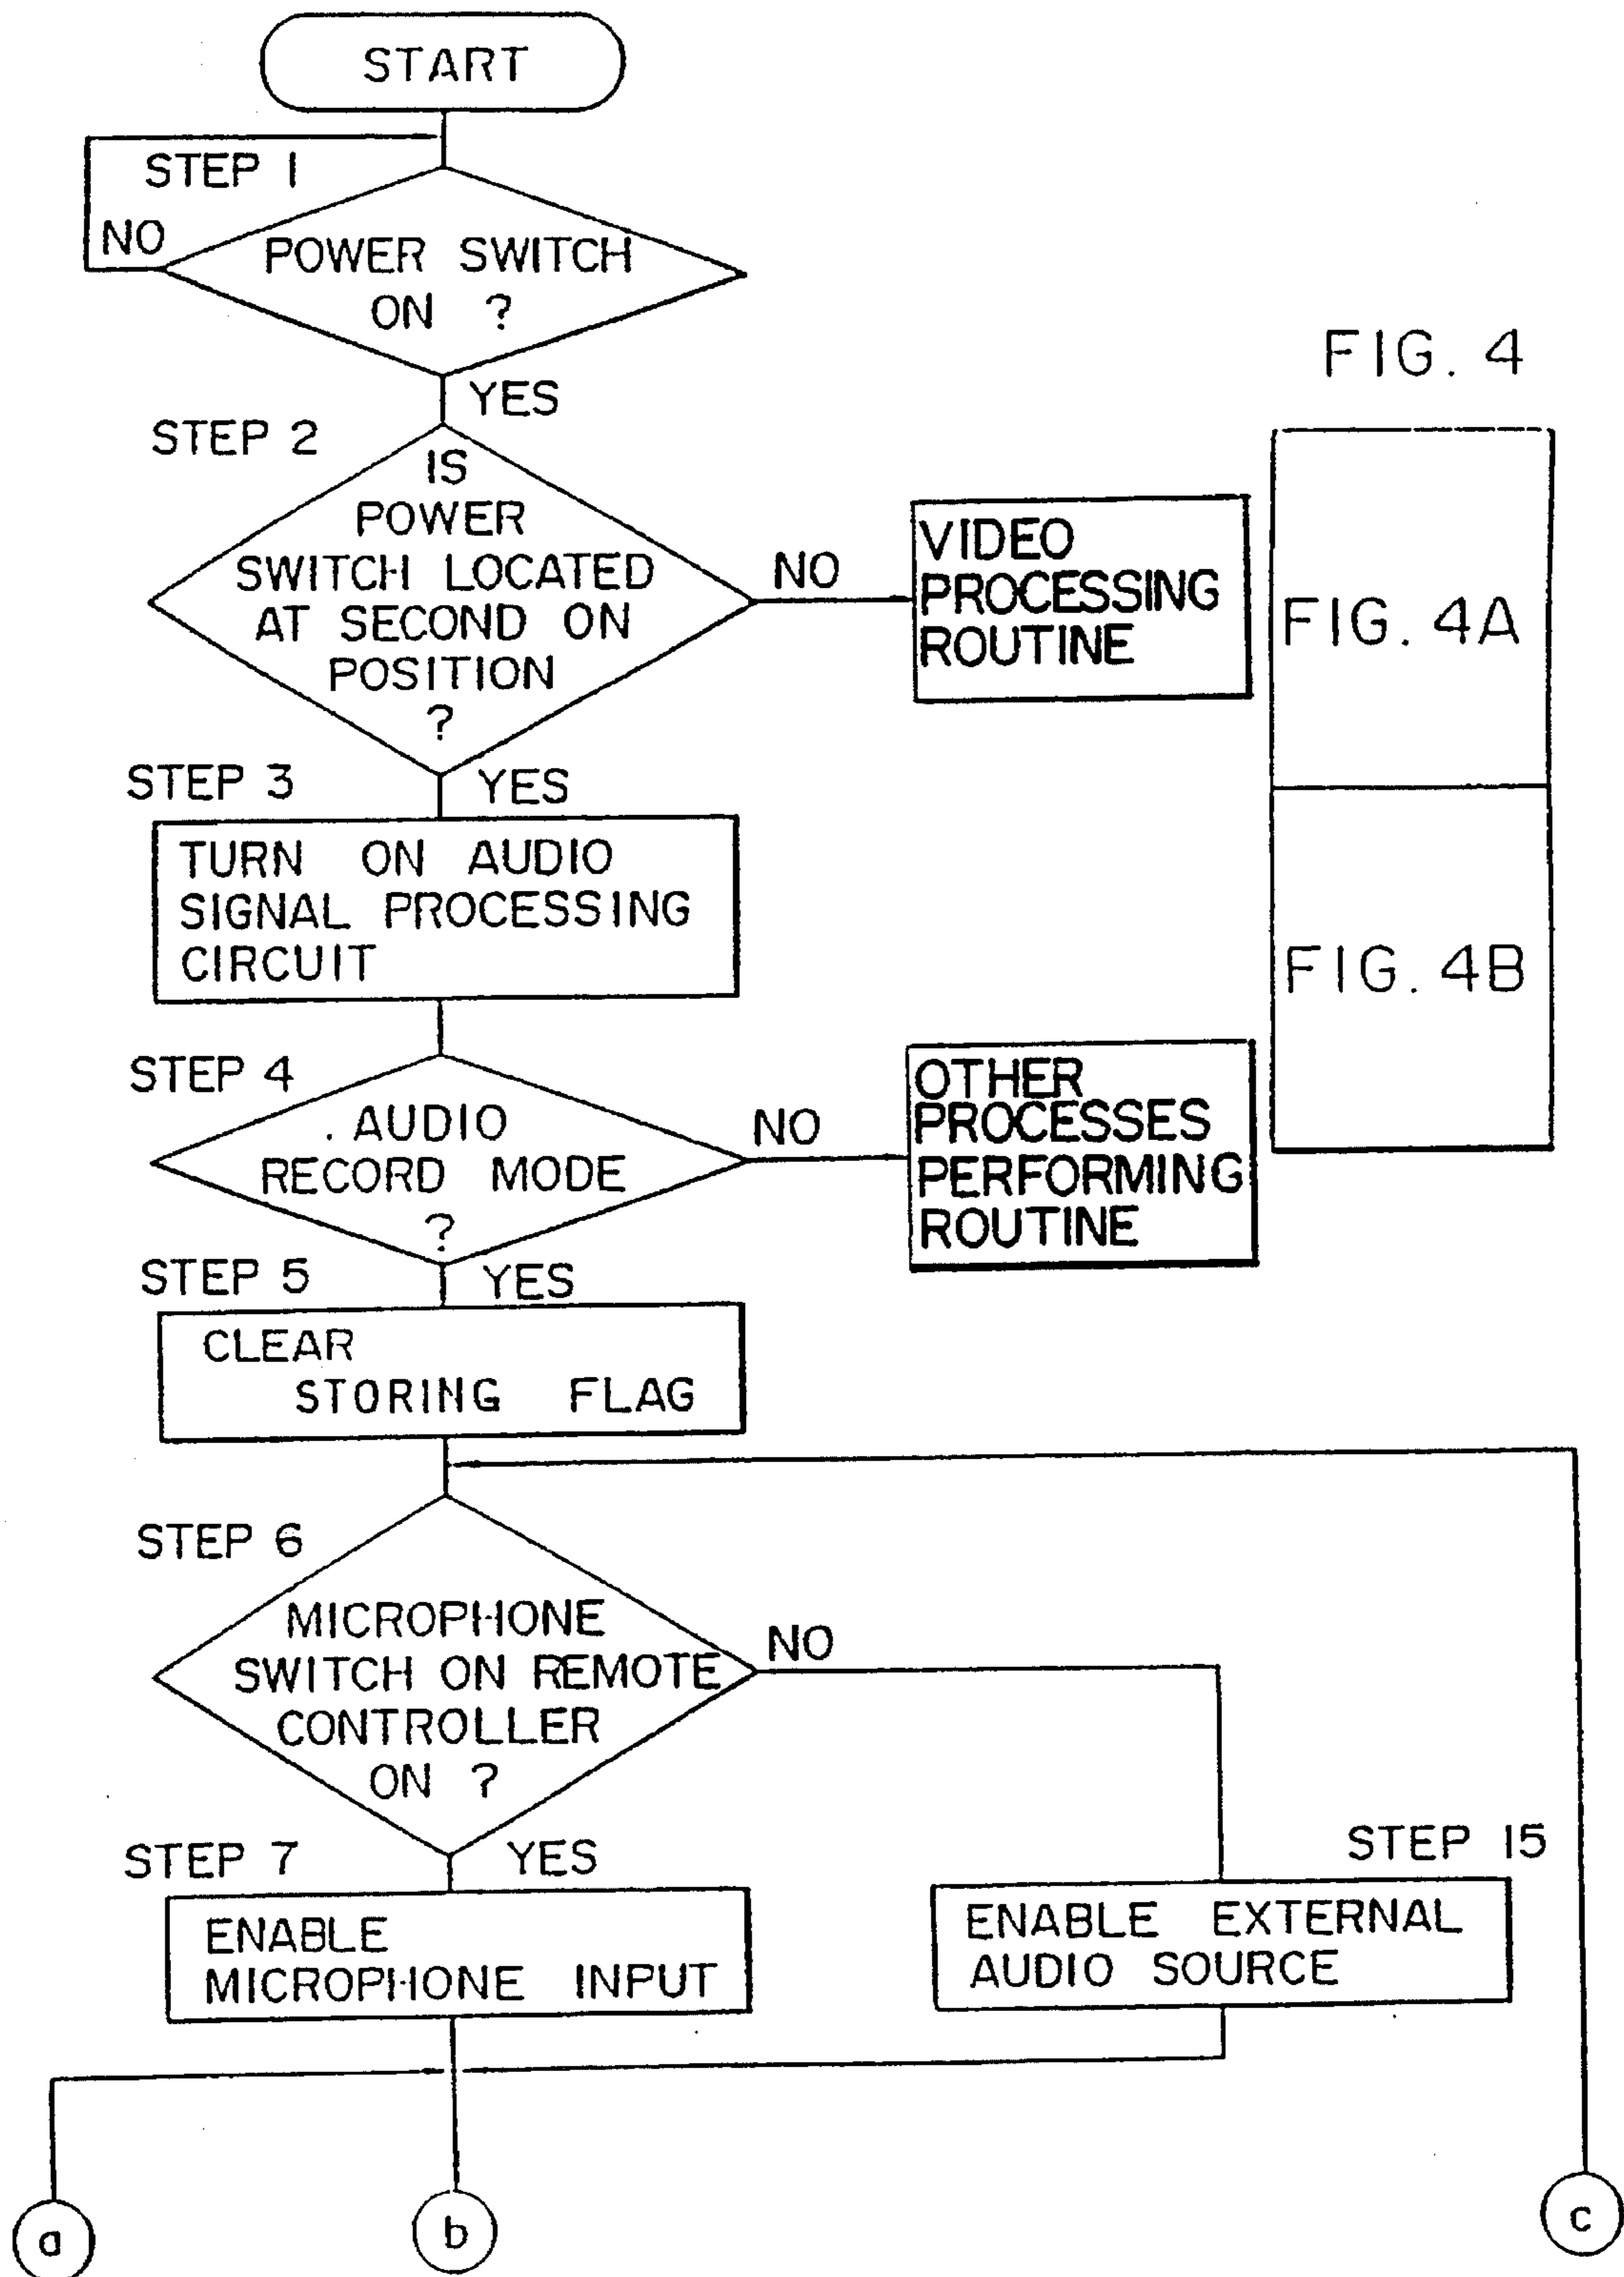 START
STEP 1
NO
POWER SWITCH
ON ?
YES
FIG. 4
STEP 2
IS
POWER
SWITCH LOCATED
AT SECOND ON
POSITION
?
NO
VIDEO
PROCESSING
ROUTINE
FIG. 4A
STEP 3
YES
TURN ON AUDIO
SIGNAL PROCESSING
CIRCUIT
FIG. 4B
STEP 4
AUDIO
RECORD MODE
?
NO
OTHER
PROCESSES
PERFORMING
ROUTINE
STEP 5
YES
CLEAR
STORING FLAG
STEP 6
MICROPHONE
SWITCH ON REMOTE
CONTROLLER
ON ?
NO
STEP 7
YES
STEP 15
ENABLE
MICROPHONE INPUT
ENABLE EXTERNAL
AUDIO SOURCE
a
b
c